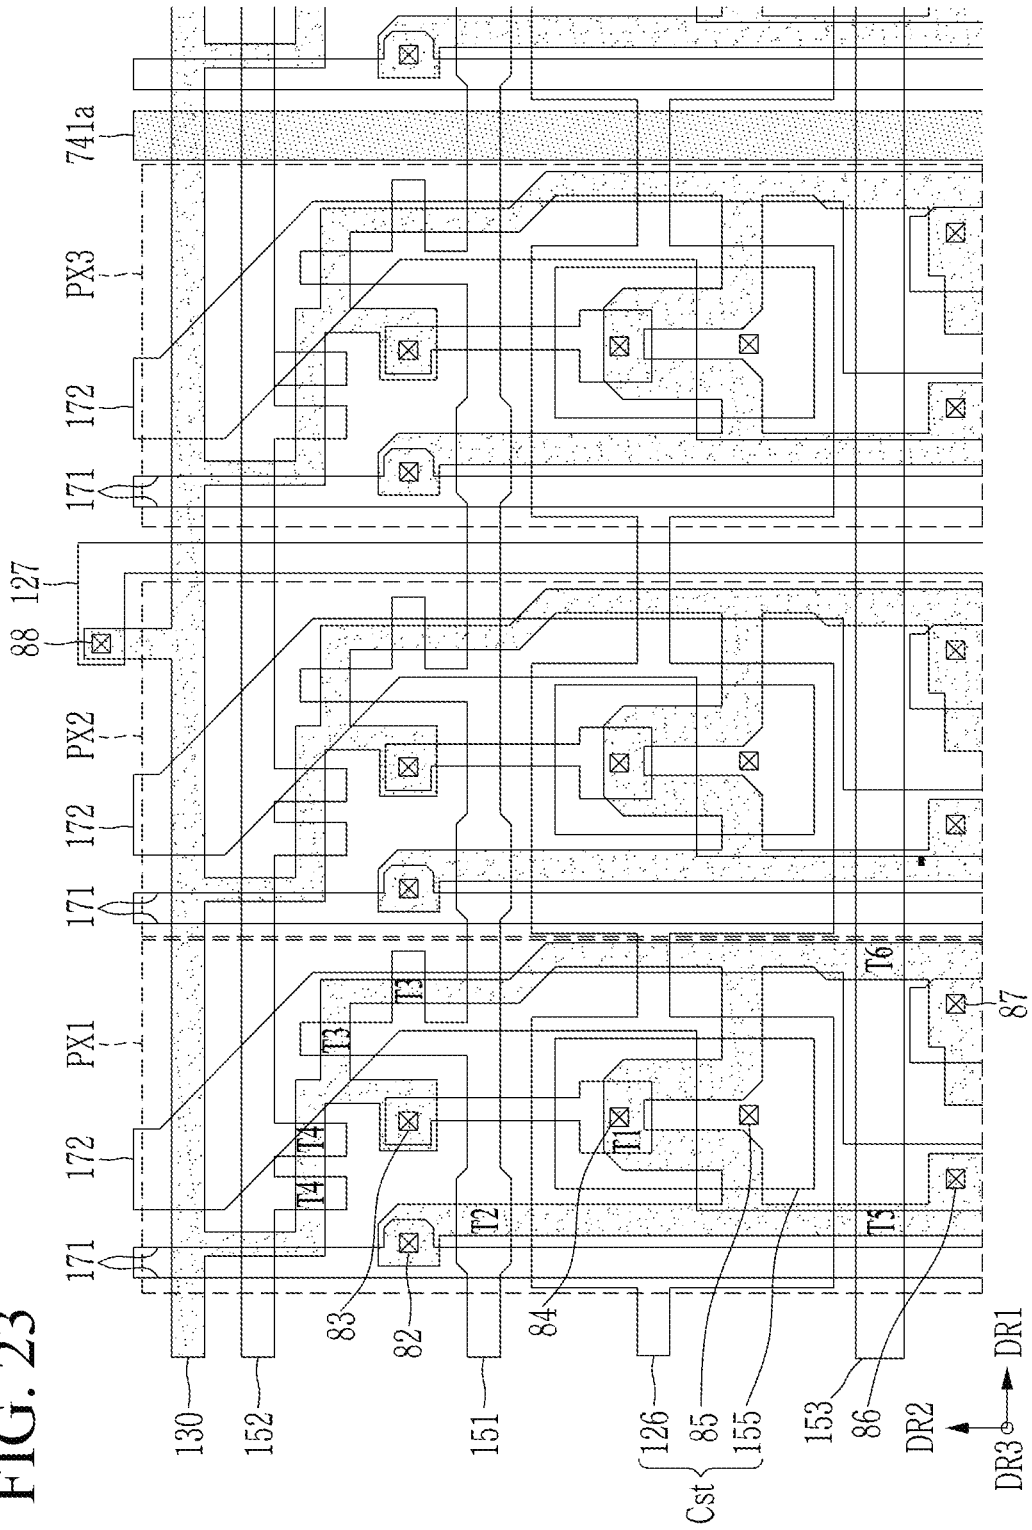 FIG. 23
171
172
PX1
171
172
PX2
88
127
171
172
PX3
741a
130
152
83
82
151
84
126
85
155
Cst
153
86
87
T4
T4
T3
T3
T2
T1
T5
T6
DR2
DR3
DR1